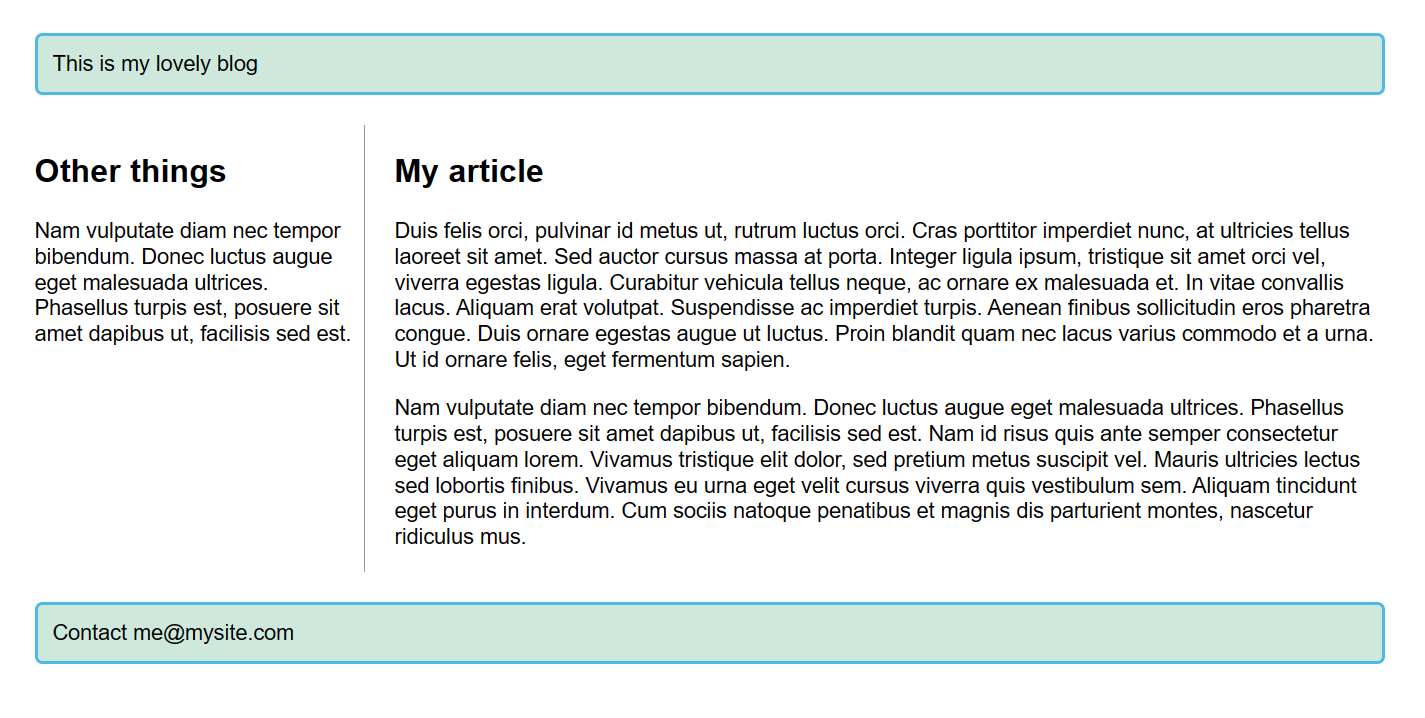 This is my lovely blog
Other things
Nam vulputate diam nec tempor
bibendum. Donec luctus augue
eget malesuada ultrices.
Phasellus turpis est, posuere sit
amet dapibus ut, facilisis sed est.
My article
Duis felis orci, pulvinar id metus ut, rutrum luctus orci. Cras porttitor imperdiet nunc, at ultricies tellus
laoreet sit amet. Sed auctor cursus massa at porta. Integer ligula ipsum, tristique sit amet orci vel,
viverra egestas ligula. Curabitur vehicula tellus neque, ac ornare ex malesuada et. In vitae convallis
lacus. Aliquam erat volutpat. Suspendisse ac imperdiet turpis. Aenean finibus sollicitudin eros pharetra
congue. Duis ornare egestas augue ut luctus. Proin blandit quam nec lacus varius commodo et a urna.
Ut id ornare felis, eget fermentum sapien.
Nam vulputate diam nec tempor bibendum. Donec luctus augue eget malesuada ultrices. Phasellus
turpis est, posuere sit amet dapibus ut, facilisis sed est. Nam id risus quis ante semper consectetur
eget aliquam lorem. Vivamus tristique elit dolor, sed pretium metus suscipit vel. Mauris ultricies lectus
sed lobortis finibus. Vivamus eu urna eget velit cursus viverra quis vestibulum sem. Aliquam tincidunt
eget purus in interdum. Cum sociis natoque penatibus et magnis dis parturient montes, nascetur
ridiculus mus.
Contact me@mysite.com